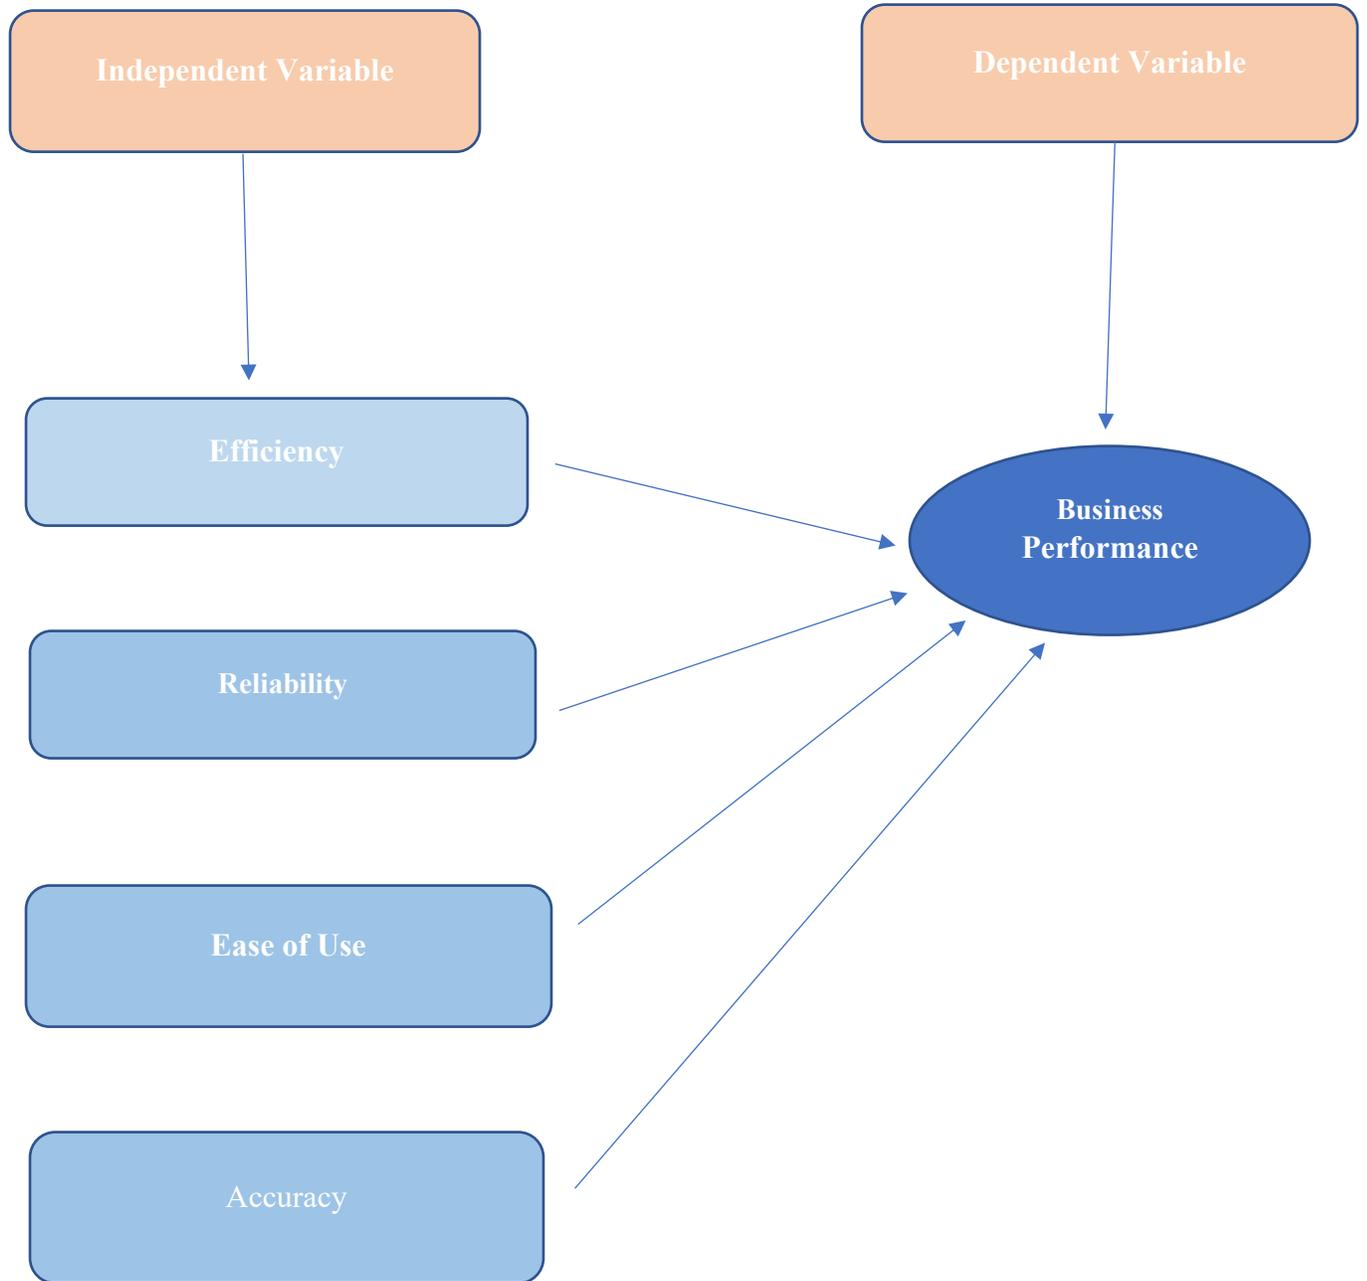 Independent Variable
Dependent Variable
Efficiency
Business
Performance
Reliability
Ease of Use
Accuracy